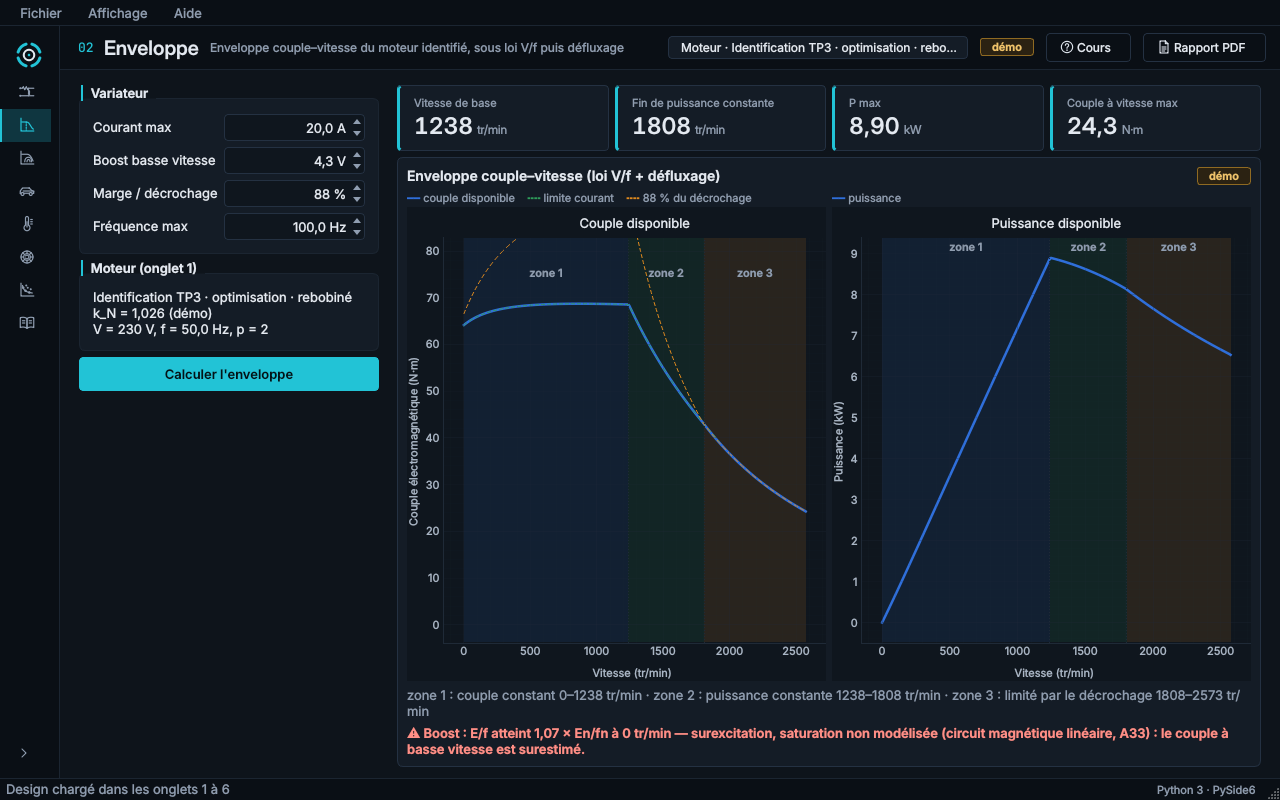 Fichier Affichage Aide
02 Enveloppe Enveloppe couple–vitesse du moteur identifié, sous loi V/f puis défluxage
Moteur · Identification TP3 · optimisation · rebo... démo Cours Rapport PDF
Variateur
Courant max 20,0 A
Boost basse vitesse 4,3 V
Marge / décrochage 88 %
Fréquence max 100,0 Hz
Moteur (onglet 1)
Identification TP3 · optimisation · rebobiné
k_N = 1,026 (démo)
V = 230 V, f = 50,0 Hz, p = 2
Calculer l'enveloppe
Vitesse de base
1238 tr/min
Fin de puissance constante
1808 tr/min
P max
8,90 kW
Couple à vitesse max
24,3 N·m
Enveloppe couple–vitesse (loi V/f + défluxage) démo
couple disponible limite courant 88 % du décrochage
Couple disponible
zone 1 zone 2 zone 3
80
70
60
50
40
30
20
10
0
0 500 1000 1500 2000 2500
Couple électromagnétique (N·m)
Vitesse (tr/min)
puissance
Puissance disponible
zone 1 zone 2 zone 3
9
8
7
6
5
4
3
2
1
0
0 500 1000 1500 2000 2500
Puissance (kW)
Vitesse (tr/min)
zone 1 : couple constant 0–1238 tr/min · zone 2 : puissance constante 1238–1808 tr/min · zone 3 : limité par le décrochage 1808–2573 tr/
min
⚠ Boost : E/f atteint 1,07 × En/fn à 0 tr/min — surexcitation, saturation non modélisée (circuit magnétique linéaire, A33) : le couple à
basse vitesse est surestimé.
Design chargé dans les onglets 1 à 6
Python 3 · PySide6